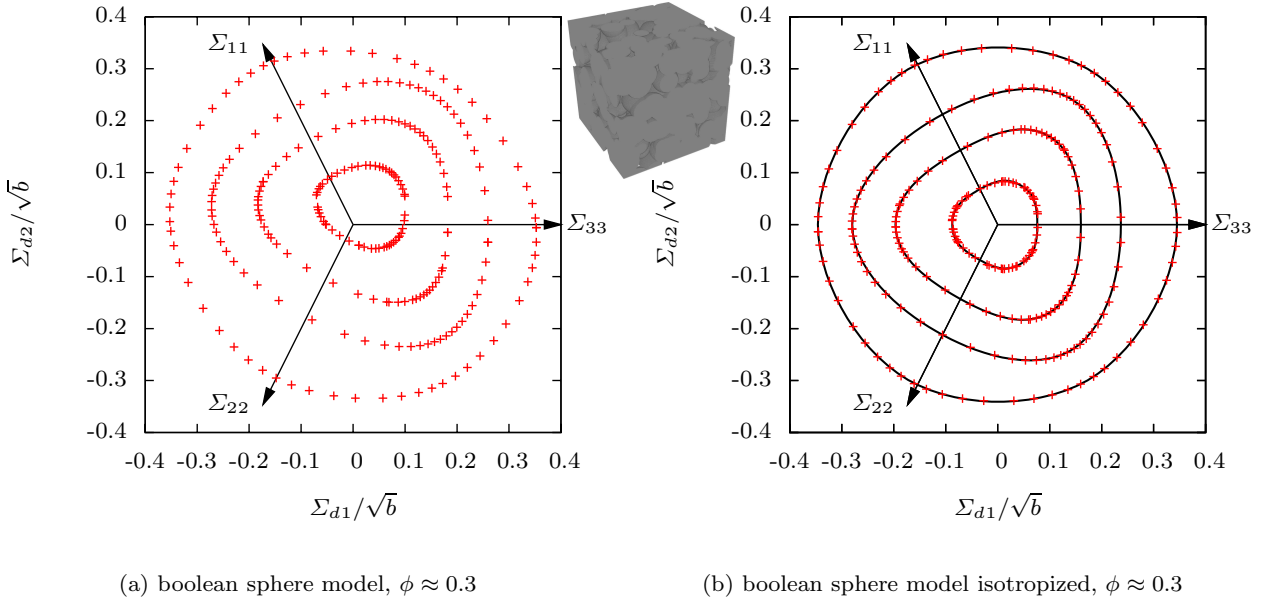 0.4
0.3
0.2
0.1
0
-0.1
-0.2
-0.3
-0.4
-0.4 -0.3 -0.2 -0.1 0 0.1 0.2 0.3 0.4
Σd2/√b
Σd1/√b
Σ11
Σ33
Σ22
(a) boolean sphere model, ϕ ≈ 0.3
0.4
0.3
0.2
0.1
0
-0.1
-0.2
-0.3
-0.4
-0.4 -0.3 -0.2 -0.1 0 0.1 0.2 0.3 0.4
Σd2/√b
Σd1/√b
Σ11
Σ33
Σ22
(b) boolean sphere model isotropized, ϕ ≈ 0.3